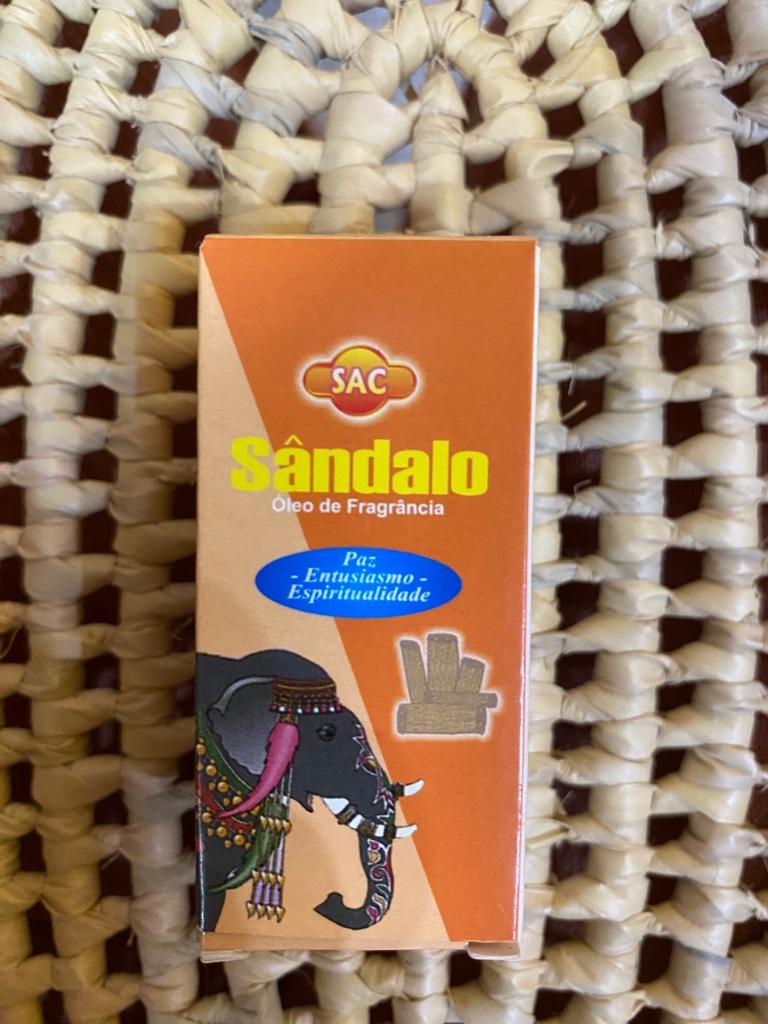 SAC
Sândalo
Óleo de Fragrância
Paz
- Entusiasmo -
Espiritualidade